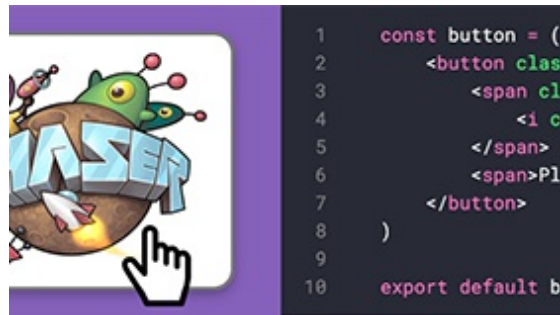 HASER
1 const button = (
2 <button clas
3 <span cl
4 <i c
5 </span>
6 <span>Pl
7 </button>
8 )
9
10 export default b